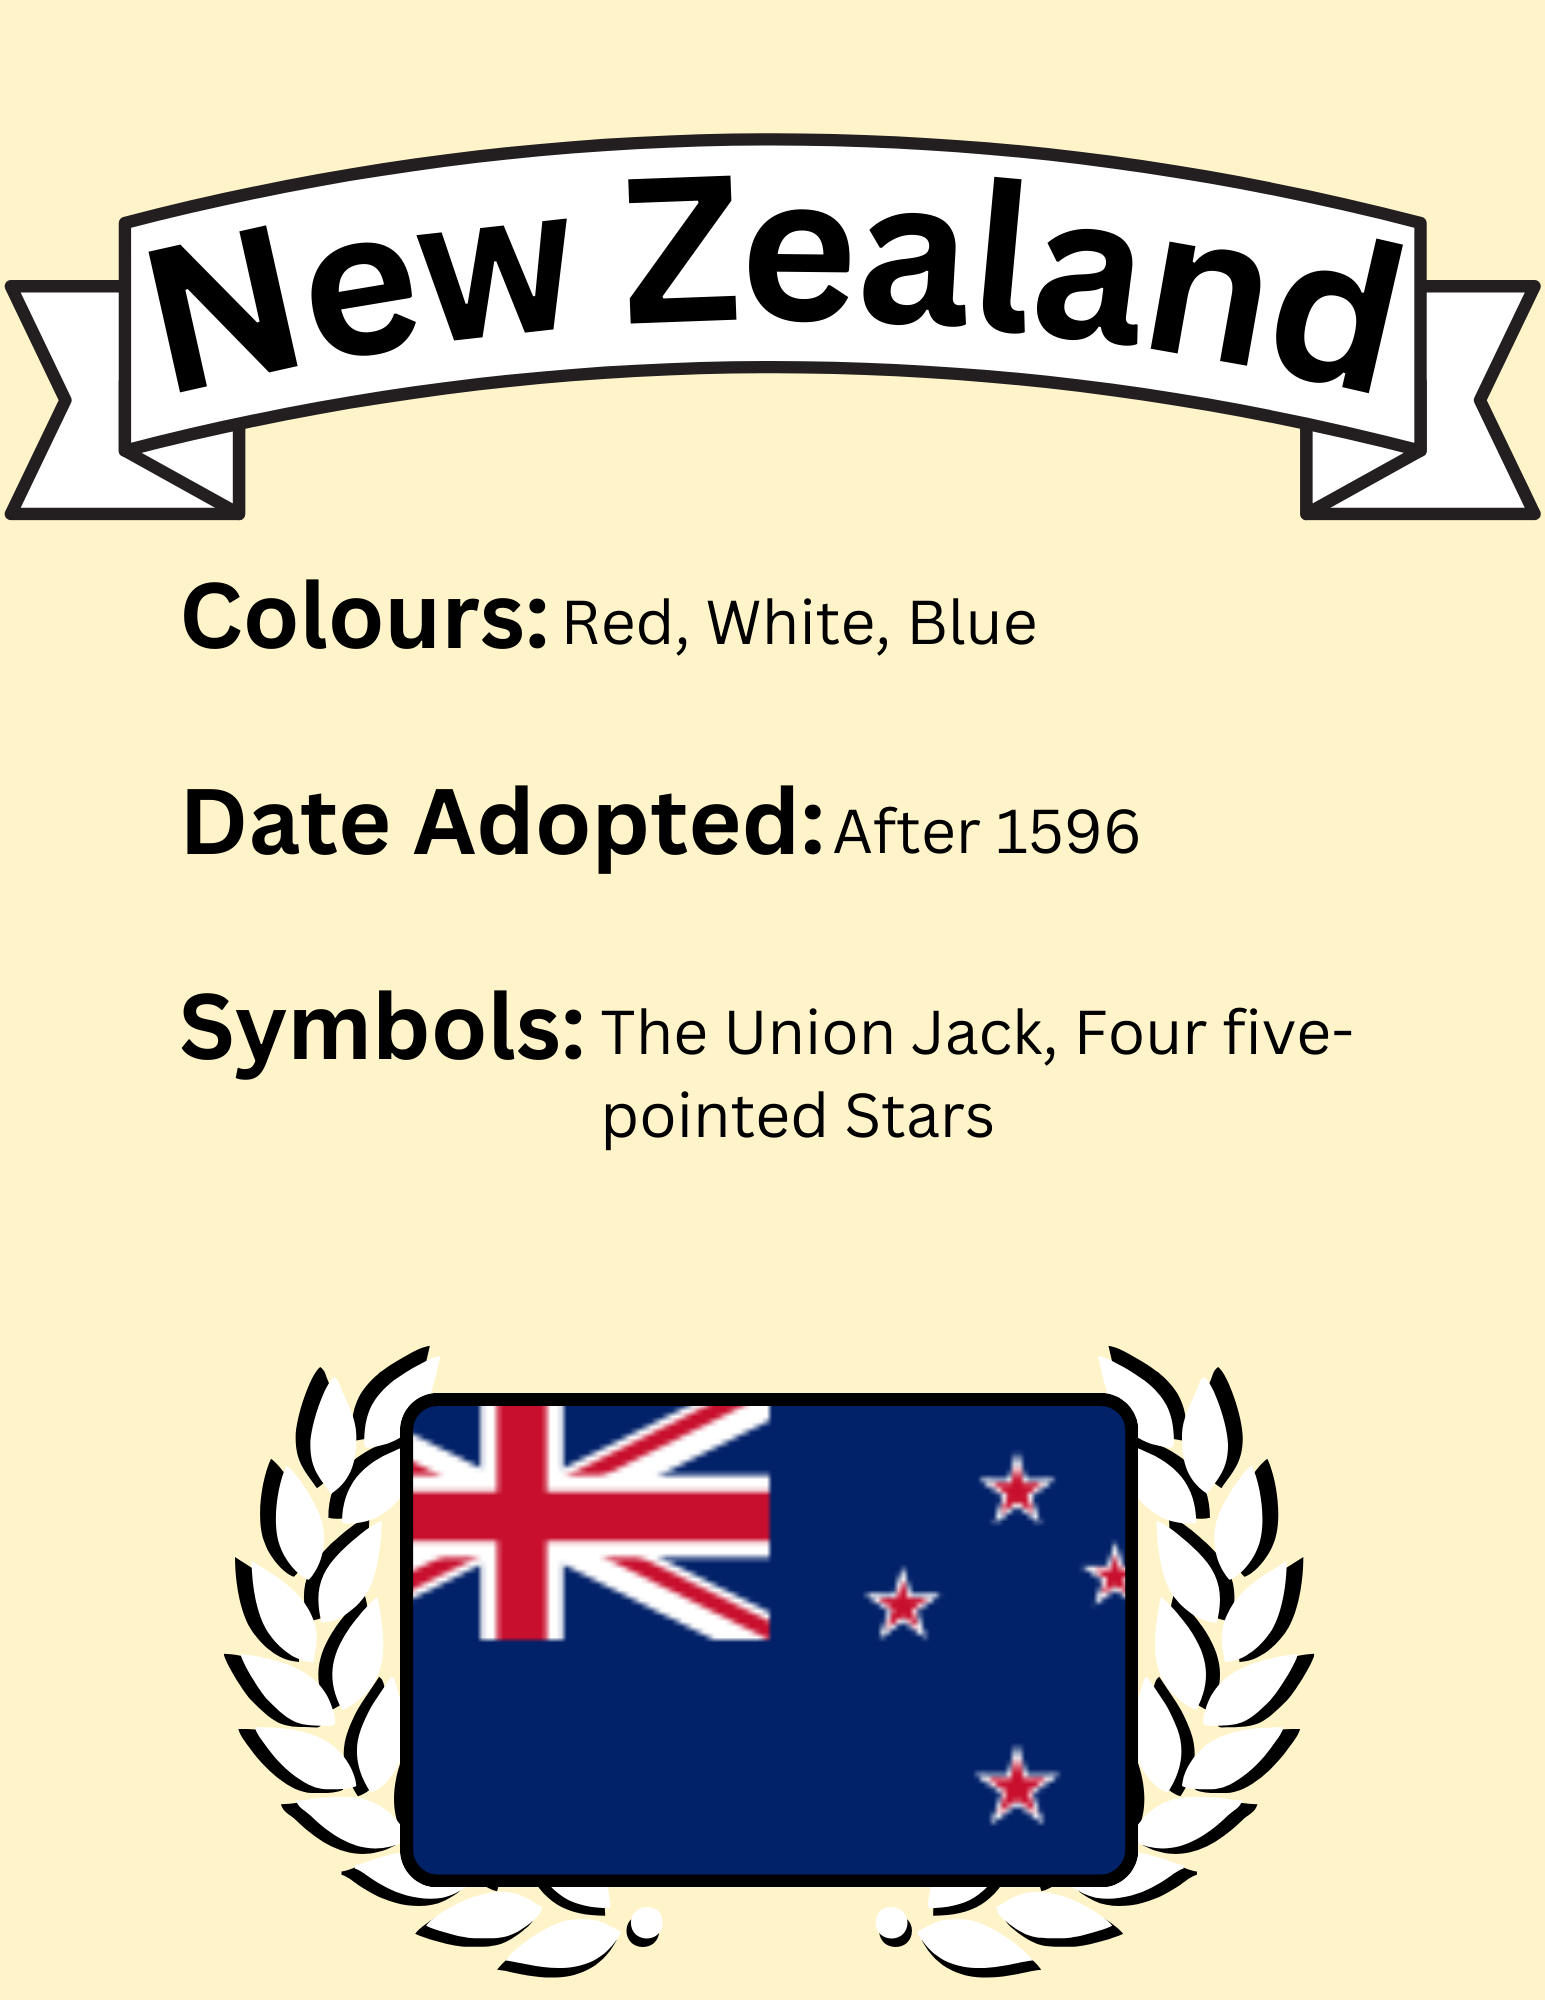 New Zealand
Colours: Red, White, Blue
Date Adopted: After 1596
Symbols: The Union Jack, Four five-
pointed Stars